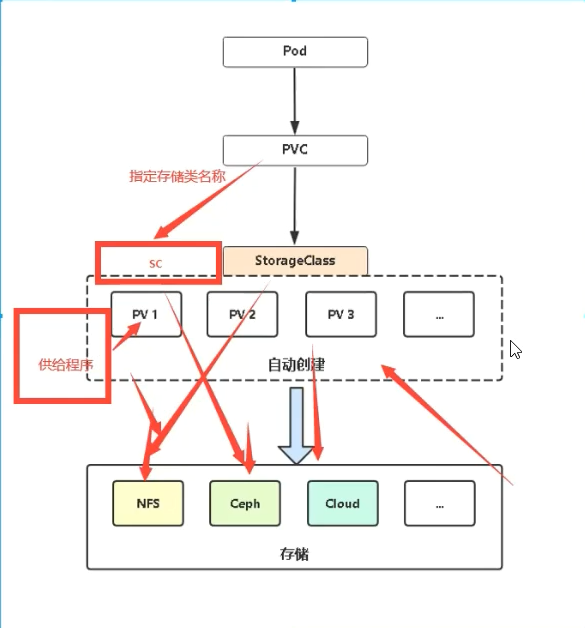 Pod
PVC
指定存储类名称
sc
StorageClass
PV 1
PV 2
PV 3
...
供给程序
自动创建
NFS
Ceph
Cloud
...
存储